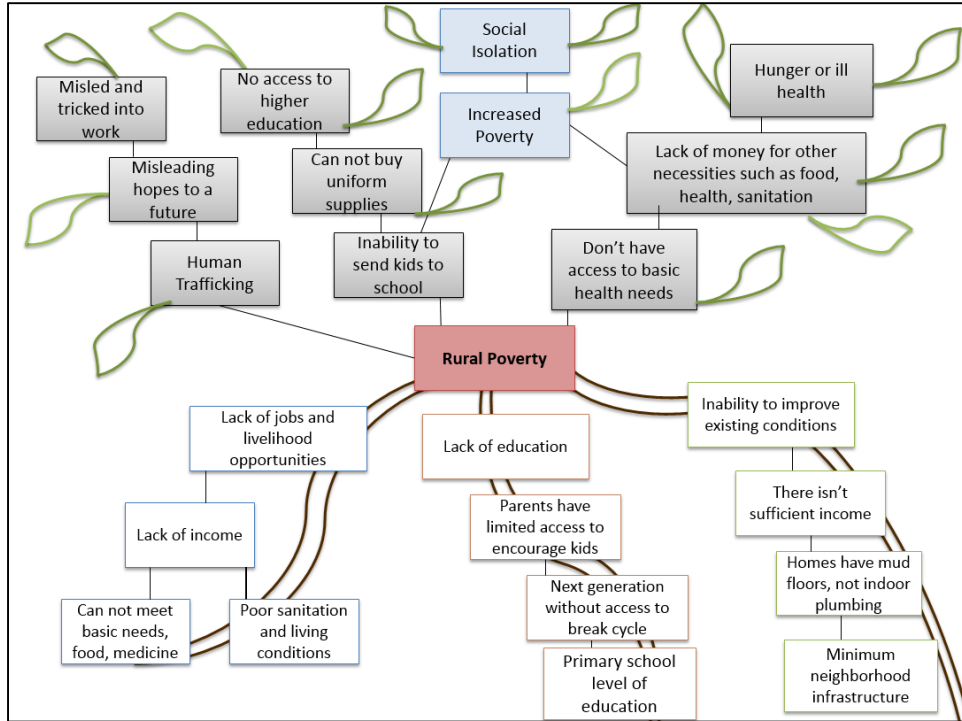 Social
Isolation
Misled and
tricked into
work
No access to
higher
education
Hunger or ill
health
Increased
Poverty
Misleading
hopes to a
future
Can not buy
uniform
supplies
Lack of money for other
necessities such as food,
health, sanitation
Human
Trafficking
Inability to
send kids to
school
Don’t have
access to basic
health needs
Rural Poverty
Lack of jobs and
livelihood
opportunities
Lack of education
Inability to improve
existing conditions
Lack of income
Parents have
limited access to
encourage kids
There isn’t
sufficient income
Can not meet
basic needs,
food, medicine
Poor sanitation
and living
conditions
Next generation
without access to
break cycle
Homes have mud
floors, not indoor
plumbing
Primary school
level of
education
Minimum
neighborhood
infrastructure